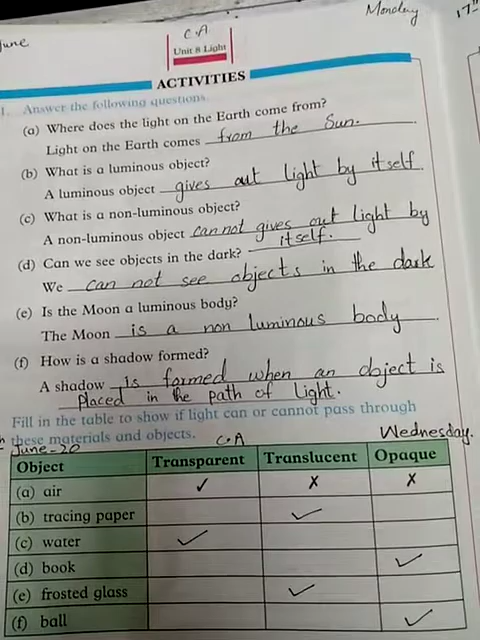 June
C.A
Monday
17
Unit 8 Light
ACTIVITIES
1. Answer the following questions
(a) Where does the light on the Earth come from?
Light on the Earth comes from the Sun.
(b) What is a luminous object?
A luminous object gives out light by itself.
(c) What is a non-luminous object?
A non-luminous object can not gives out light by
itself.
(d) Can we see objects in the dark?
We can not see objects in the dark
(e) Is the Moon a luminous body?
The Moon is a non luminous body.
(f) How is a shadow formed?
A shadow is formed when an object is
placed in the path of light.
Fill in the table to show if light can or cannot pass through
these materials and objects.
C.A
Wednesday.
June-20
Object Transparent Translucent Opaque
(a) air ✓ ✗ ✗
(b) tracing paper ✓
(c) water ✓
(d) book ✓
(e) frosted glass ✓
(f) ball ✓